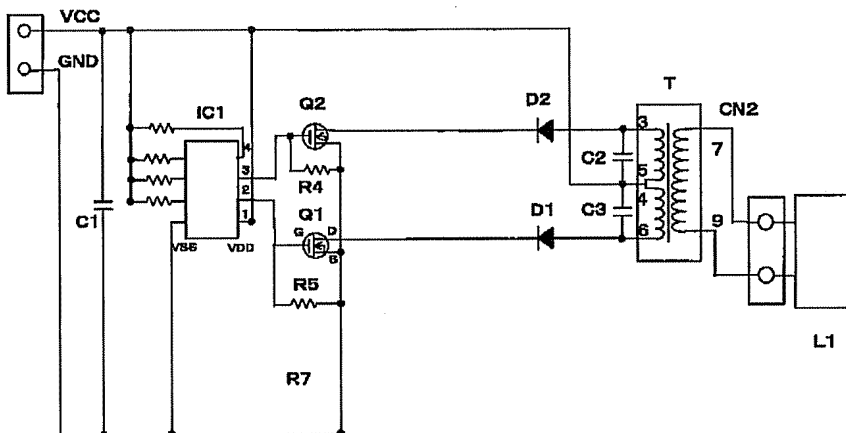 VCC
GND
C1
IC1
4
3
2
1
VSS
VDD
Q2
R4
Q1
G
D
S
R5
R7
D2
D1
C2
C3
T
3
5
4
6
7
9
CN2
L1